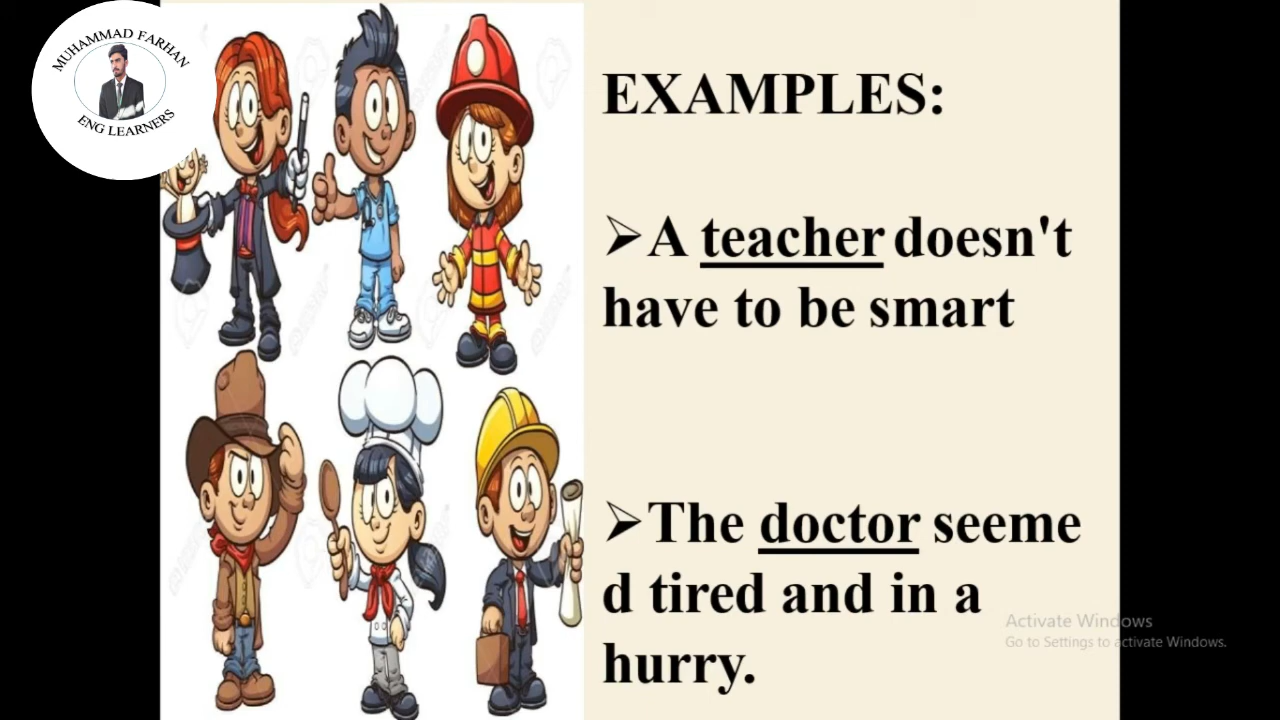 MUHAMMAD FARHAN
ENG LEARNERS
EXAMPLES:
➢A teacher doesn't
have to be smart
➢The doctor seeme
d tired and in a
hurry.
Activate Windows
Go to Settings to activate Windows.